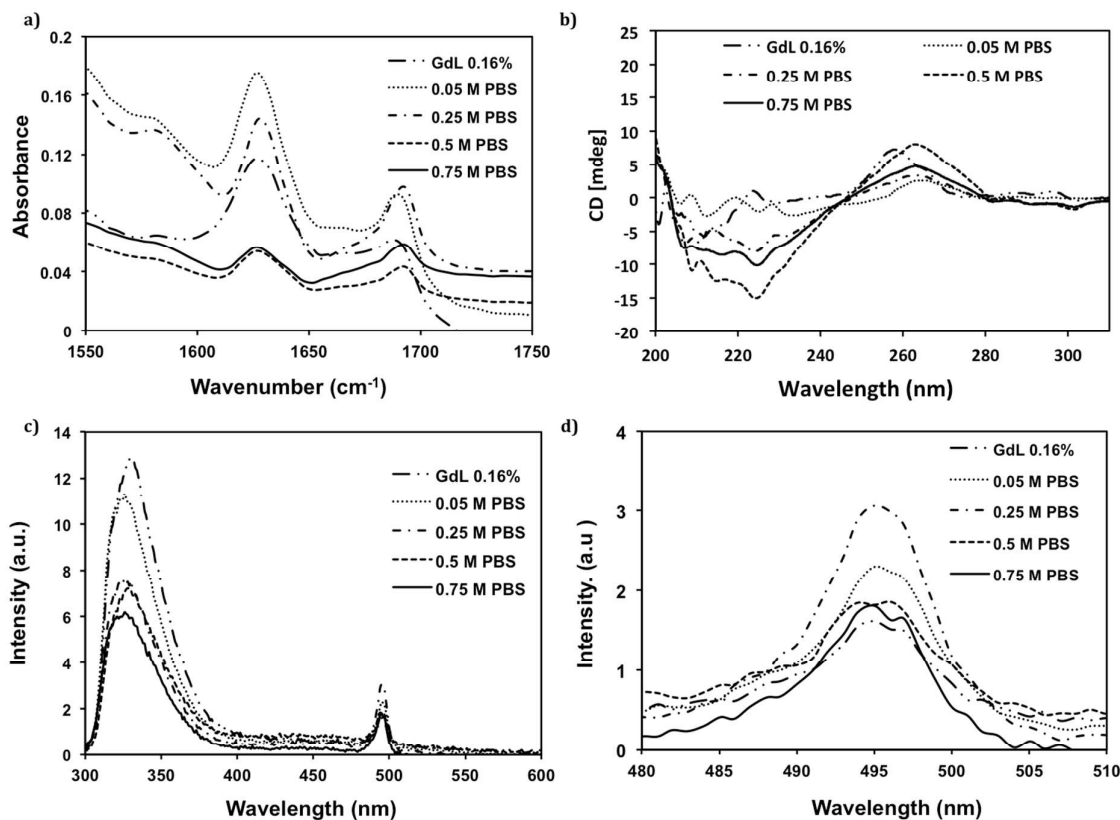 a)
0.2
0.16
0.12
0.08
0.04
0
Absorbance
1550 1600 1650 1700 1750
Wavenumber (cm-1)
GdL 0.16%
0.05 M PBS
0.25 M PBS
0.5 M PBS
0.75 M PBS
b)
25
20
15
10
5
0
-5
-10
-15
-20
CD [mdeg]
200 220 240 260 280 300
Wavelength (nm)
GdL 0.16% 0.05 M PBS
0.25 M PBS 0.5 M PBS
0.75 M PBS
c)
14
12
10
8
6
4
2
0
Intensity (a.u.)
300 350 400 450 500 550 600
Wavelength (nm)
GdL 0.16%
0.05 M PBS
0.25 M PBS
0.5 M PBS
0.75 M PBS
d)
4
3
2
1
0
Intensity. (a.u )
480 485 490 495 500 505 510
Wavelength (nm)
GdL 0.16%
0.05 M PBS
0.25 M PBS
0.5 M PBS
0.75 M PBS